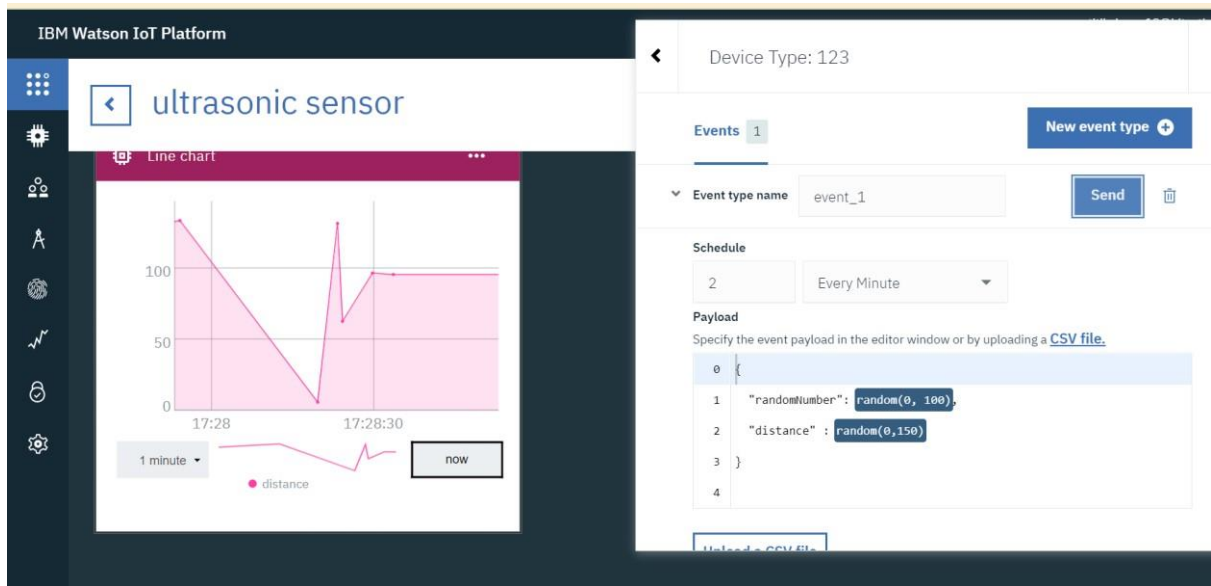 IBM Watson IoT Platform
ultrasonic sensor
Line chart
...
100
50
0
17:28
17:28:30
1 minute
now
distance
Device Type: 123
Events 1
New event type
Event type name
event_1
Send
Schedule
2
Every Minute
Payload
Specify the event payload in the editor window or by uploading a CSV file.
0 {
1 "randomNumber": random(0, 100),
2 "distance" : random(0,150)
3 }
4
Upload a CSV file